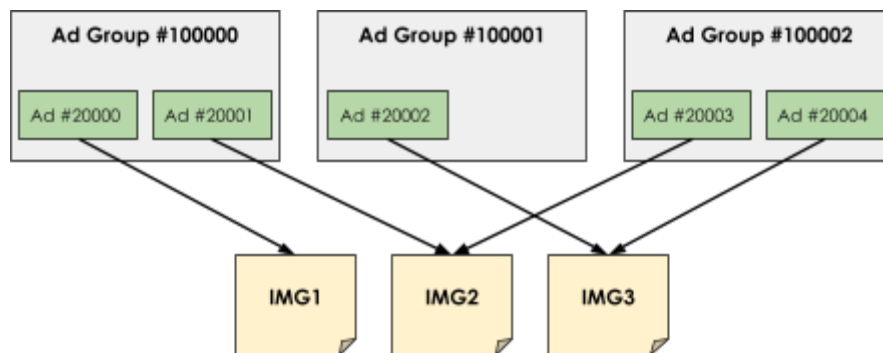 Ad Group #100000
Ad Group #100001
Ad Group #100002
Ad #20000
Ad #20001
Ad #20002
Ad #20003
Ad #20004
IMG1
IMG2
IMG3